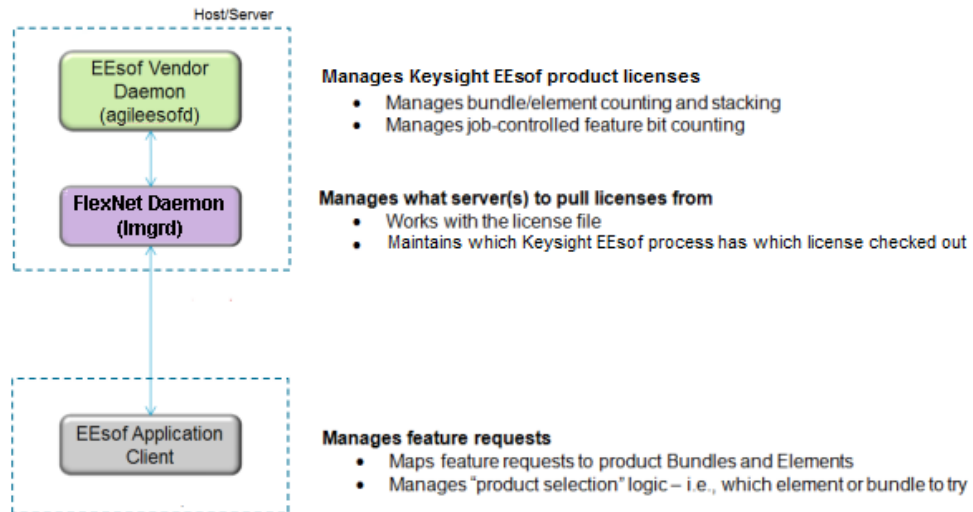 Host/Server
EEsof Vendor
Daemon
(agileesofd)
Manages Keysight EEsof product licenses
• Manages bundle/element counting and stacking
• Manages job-controlled feature bit counting
FlexNet Daemon
(lmgrd)
Manages what server(s) to pull licenses from
• Works with the license file
• Maintains which Keysight EEsof process has which license checked out
EEsof Application
Client
Manages feature requests
• Maps feature requests to product Bundles and Elements
• Manages “product selection” logic – i.e., which element or bundle to try